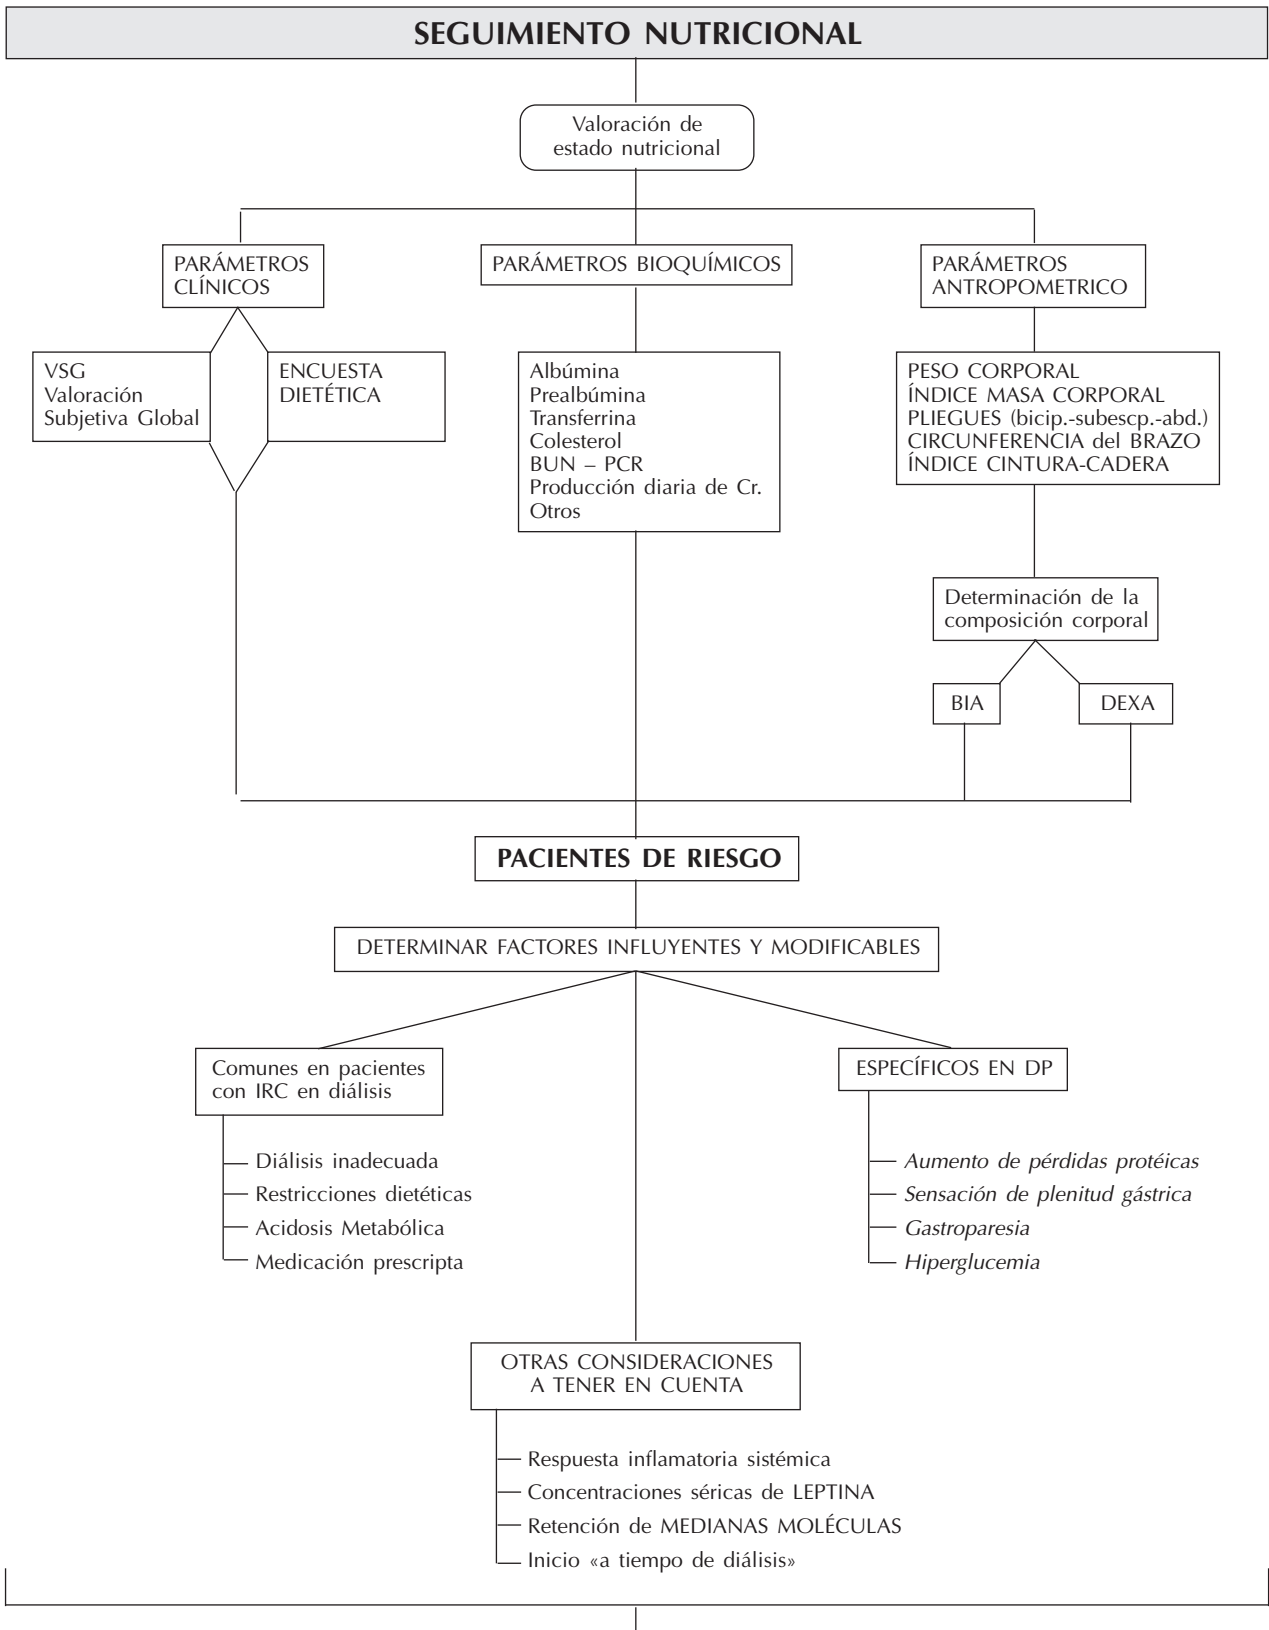 SEGUIMIENTO NUTRICIONAL
Valoración de
estado nutricional
PARÁMETROS
CLÍNICOS
PARÁMETROS BIOQUÍMICOS
PARÁMETROS
ANTROPOMETRICO
VSG
Valoración
Subjetiva Global
ENCUESTA
DIETÉTICA
Albúmina
Prealbúmina
Transferrina
Colesterol
BUN – PCR
Producción diaria de Cr.
Otros
PESO CORPORAL
ÍNDICE MASA CORPORAL
PLIEGUES (bicip.-subescp.-abd.)
CIRCUNFERENCIA del BRAZO
ÍNDICE CINTURA-CADERA
Determinación de la
composición corporal
BIA
DEXA
PACIENTES DE RIESGO
DETERMINAR FACTORES INFLUYENTES Y MODIFICABLES
Comunes en pacientes
con IRC en diálisis
Diálisis inadecuada
Restricciones dietéticas
Acidosis Metabólica
Medicación prescripta
ESPECÍFICOS EN DP
Aumento de pérdidas protéicas
Sensación de plenitud gástrica
Gastroparesia
Hiperglucemia
OTRAS CONSIDERACIONES
A TENER EN CUENTA
Respuesta inflamatoria sistémica
Concentraciones séricas de LEPTINA
Retención de MEDIANAS MOLÉCULAS
Inicio «a tiempo de diálisis»